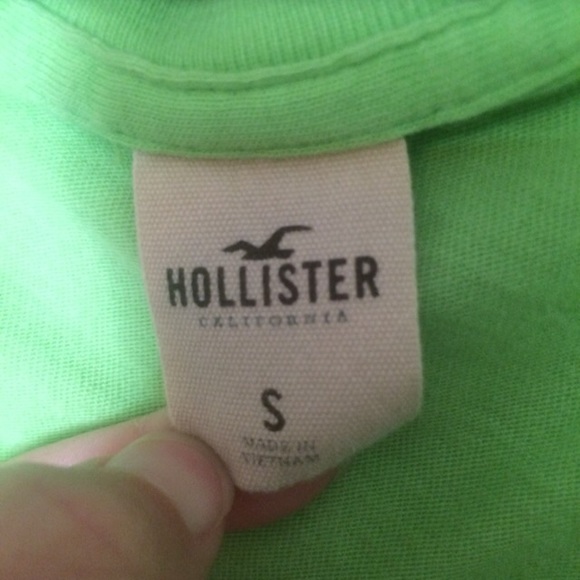 HOLLISTER
CALIFORNIA
S
MADE IN
VIETNAM